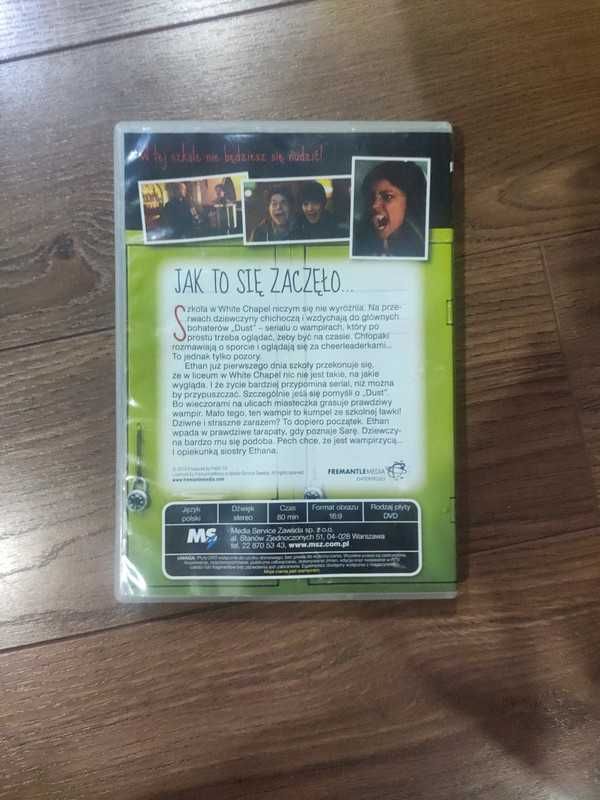 W tej szkole nie będziesz się nudzić!
JAK TO SIĘ ZACZĘŁO...
Szkoła w White Chapel niczym się nie wyróżnia. Na prze-
rwach dziewczyny chichoczą i wzdychają do głównych
bohaterów „Dust” – serialu o wampirach, który po
prostu trzeba oglądać, żeby być na czasie. Chłopaki
rozmawiają o sporcie i oglądają się za cheerleaderkami...
To jednak tylko pozory.
Ethan już pierwszego dnia szkoły przekonuje się,
że w liceum w White Chapel nic nie jest takie, na jakie
wygląda. I że życie bardziej przypomina serial, niż można
by przypuszczać. Szczególnie jeśli się pomyśli o „Dust”.
Bo wieczorami na ulicach miasteczka grasuje prawdziwy
wampir. Mało tego, ten wampir to kumpel ze szkolnej ławki!
Dziwne i straszne zarazem? To dopiero początek. Ethan
wpada w prawdziwe tarapaty, gdy poznaje Sarę. Dziewczy-
na bardzo mu się podoba. Pech chce, że jest wampirzycą...
I opiekunką siostry Ethana.
www.fremantlemedia.com
FREMANTLEMEDIA
ENTERPRISES
Język polski
Dźwięk stereo
Czas 80 min
Format obrazu 16:9
Rodzaj płyty DVD
MS
Media Service Zawada sp. z o.o.
al. Stanów Zjednoczonych 51, 04-028 Warszawa
tel. 22 870 53 43, www.msz.com.pl